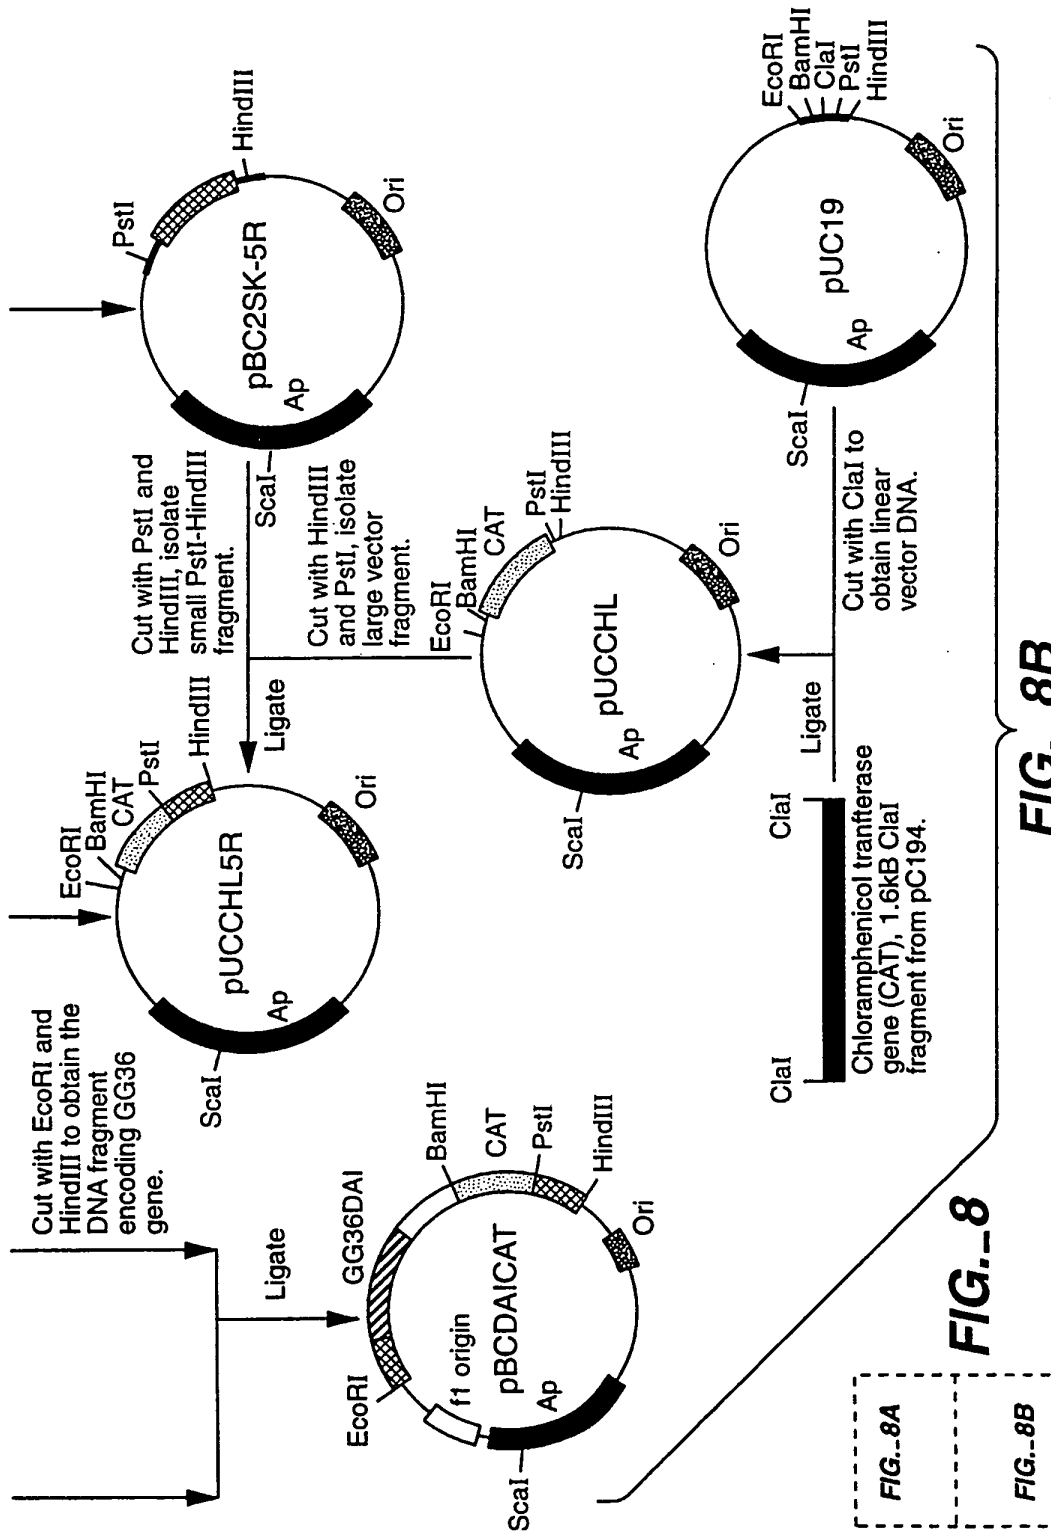 Cut with EcoRI and
HindIII to obtain the
DNA fragment
encoding GG36
gene.
Ligate
EcoRI
GG36DAI
BamHI
CAT
PstI
HindIII
Ori
f1 origin
pBCDAICAT
Ap
ScaI
EcoRI
BamHI
CAT
PstI
HindIII
Ori
pUCCHL5R
Ap
ScaI
Ligate
Cut with PstI and
HindIII, isolate
small PstI-HindIII
fragment.
Cut with HindIII
and PstI, isolate
large vector
fragment.
PstI
HindIII
Ori
pBC2SK-5R
Ap
ScaI
EcoRI
BamHI
CAT
PstI
HindIII
Ori
pUCCHL
Ap
ScaI
ClaI
ClaI
Chloramphenicol tranfterase
gene (CAT), 1.6kB ClaI
fragment from pC194.
Ligate
Cut with ClaI to
obtain linear
vector DNA.
EcoRI
BamHI
ClaI
PstI
HindIII
Ori
pUC19
Ap
ScaI
FIG._8B
FIG._8
FIG._8A
FIG._8B